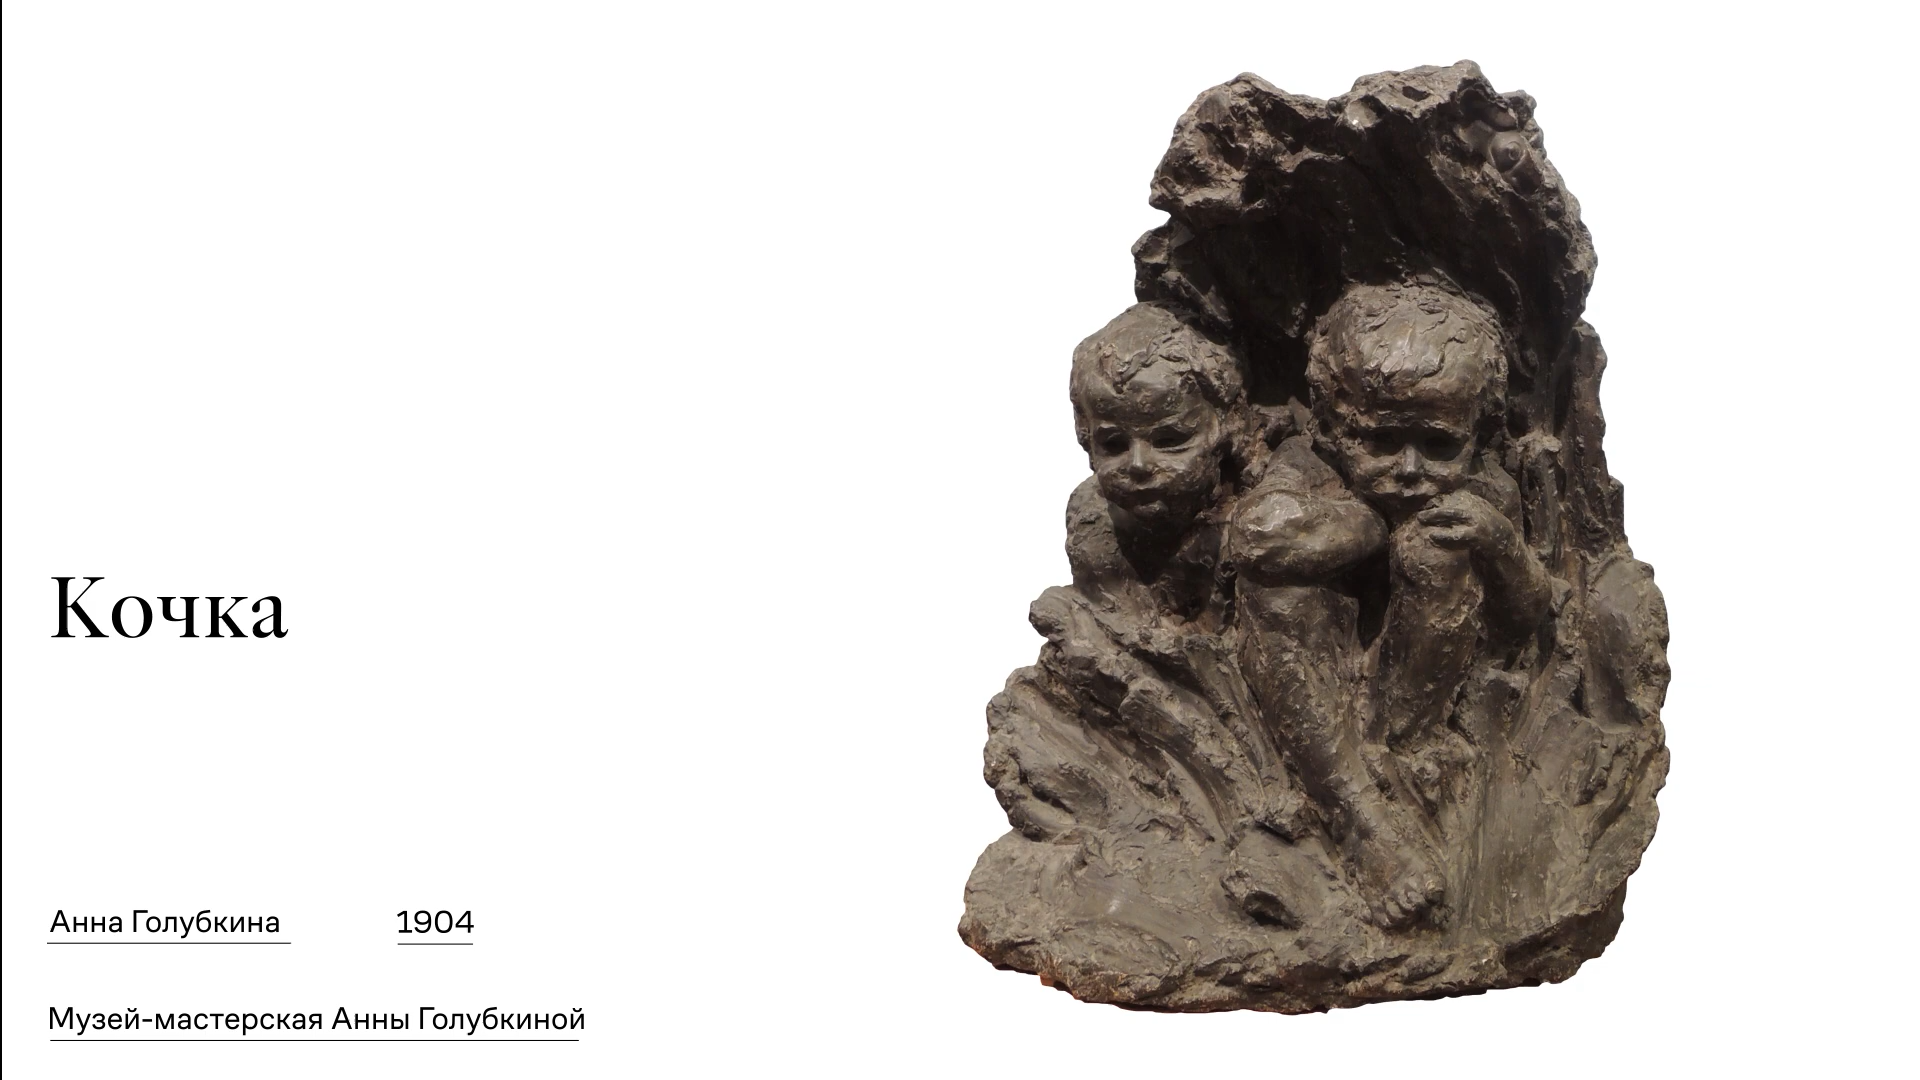 Кочка
Анна Голубкина
1904
Музей-мастерская Анны Голубкиной